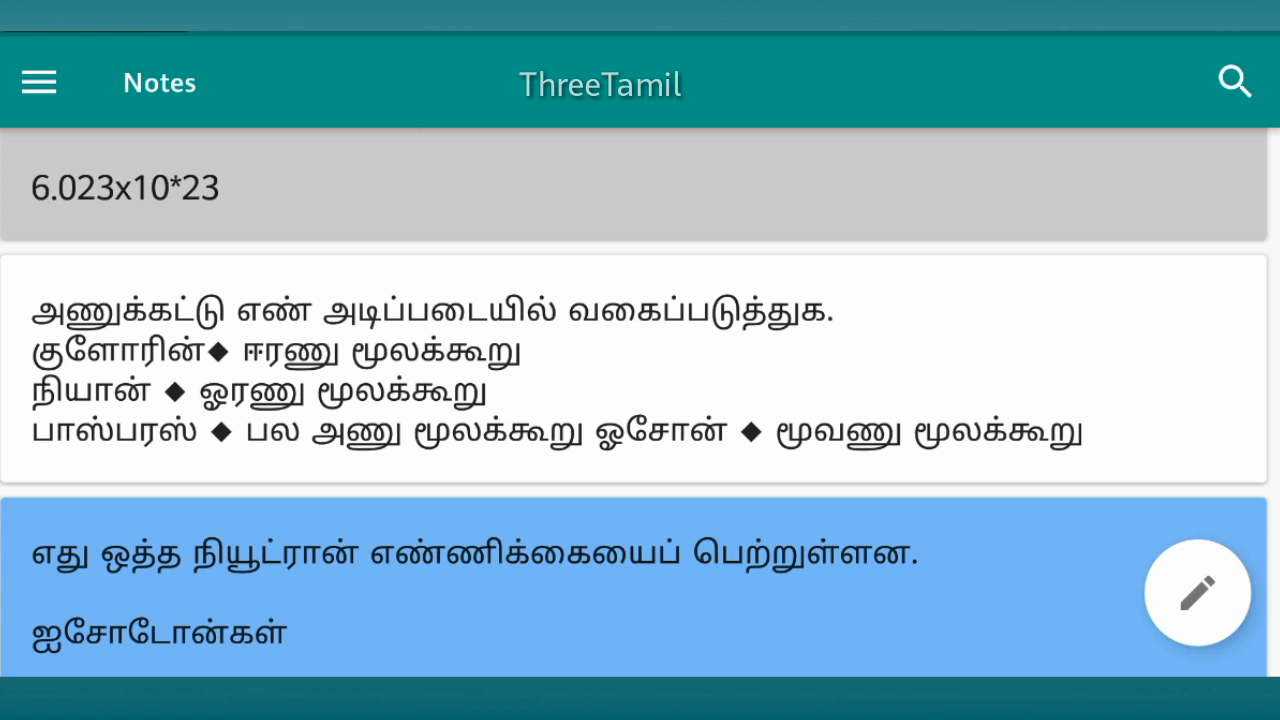 Notes
ThreeTamil
6.023x10*23
அணுக்கட்டு எண் அடிப்படையில் வகைப்படுத்துக.
குளோரின்◆ ஈரணு மூலக்கூறு
நியான் ◆ ஓரணு மூலக்கூறு
பாஸ்பரஸ் ◆ பல அணு மூலக்கூறு ஓசோன் ◆ மூவணு மூலக்கூறு
எது ஒத்த நியூட்ரான் எண்ணிக்கையைப் பெற்றுள்ளன.
ஐசோடோன்கள்